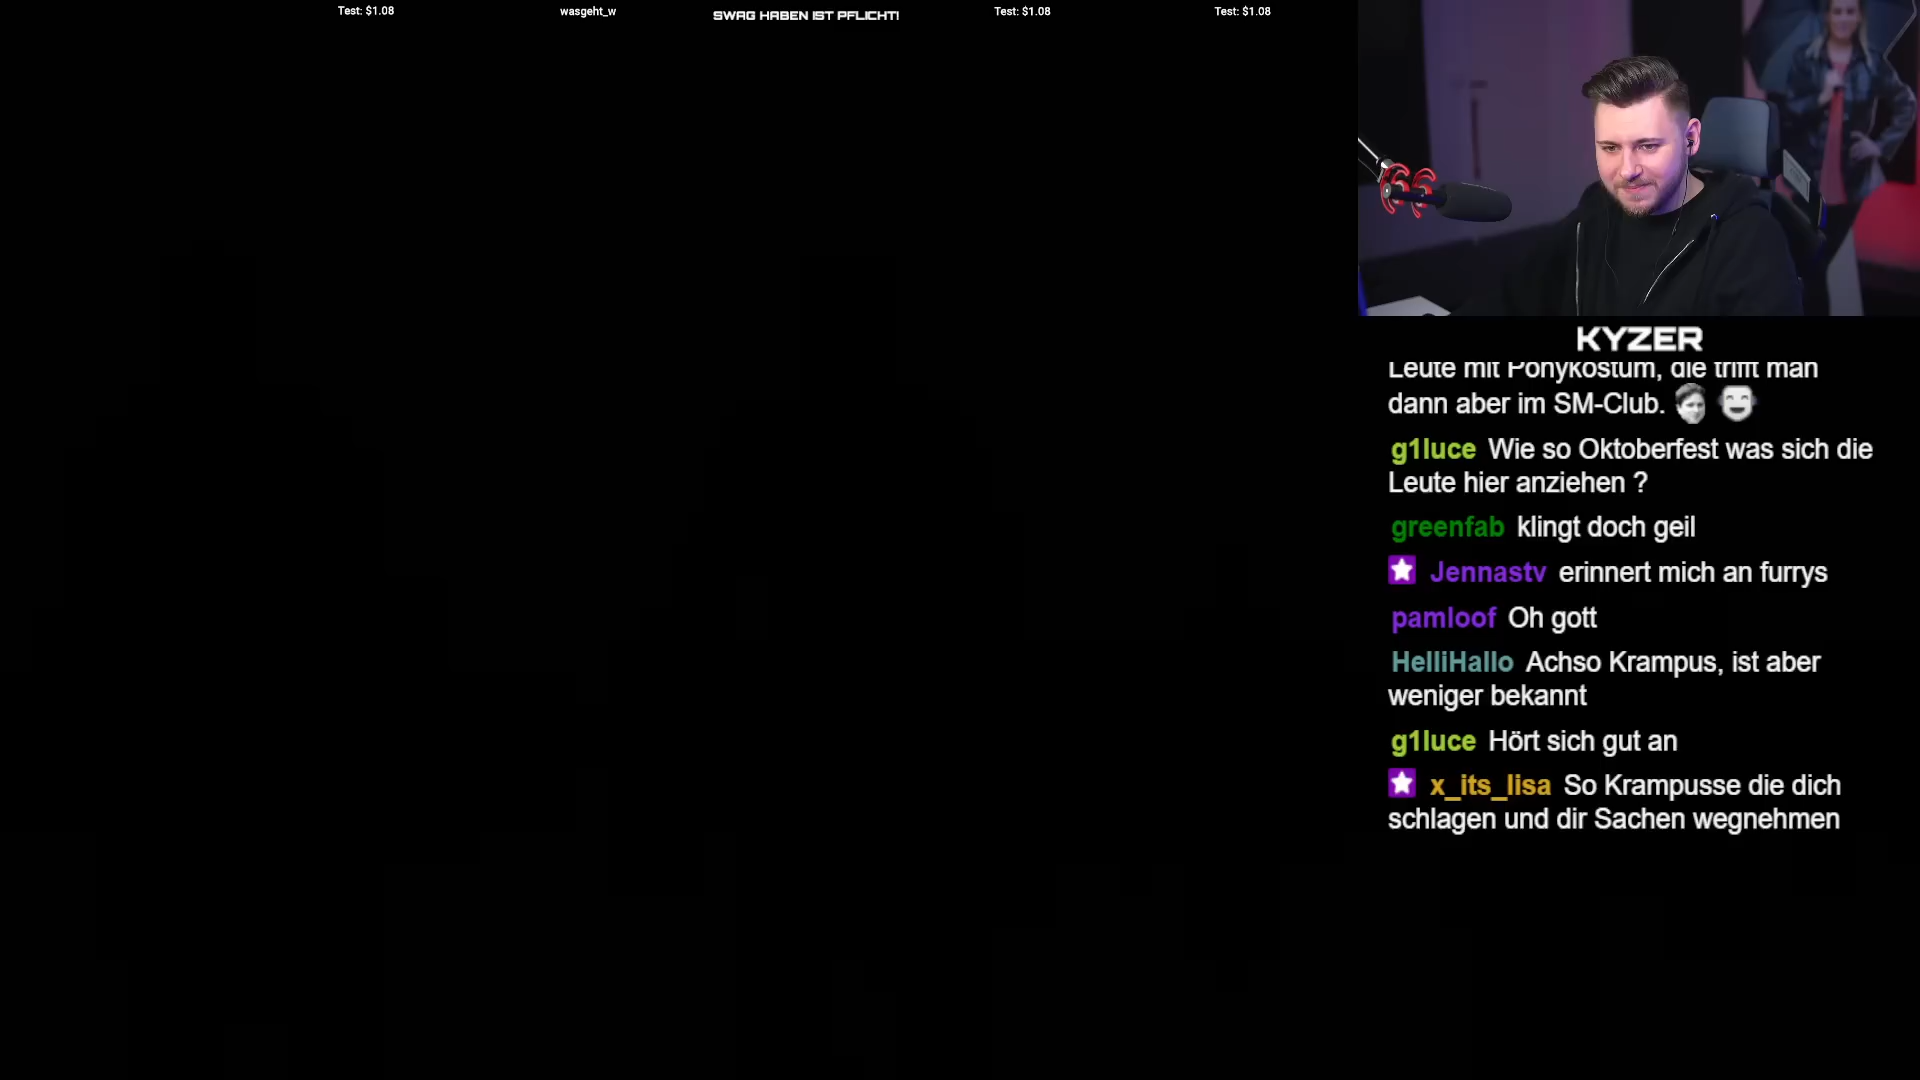 Test: $1.08
wasgeht_w
SWAG HABEN IST PFLICHT!
Test: $1.08
Test: $1.08
KYZER
Leute mit Ponykostüm, die trifft man
dann aber im SM-Club.
g1luce Wie so Oktoberfest was sich die
Leute hier anziehen ?
greenfab klingt doch geil
Jennastv erinnert mich an furrys
pamloof Oh gott
HelliHallo Achso Krampus, ist aber
weniger bekannt
g1luce Hört sich gut an
x_its_lisa So Krampusse die dich
schlagen und dir Sachen wegnehmen